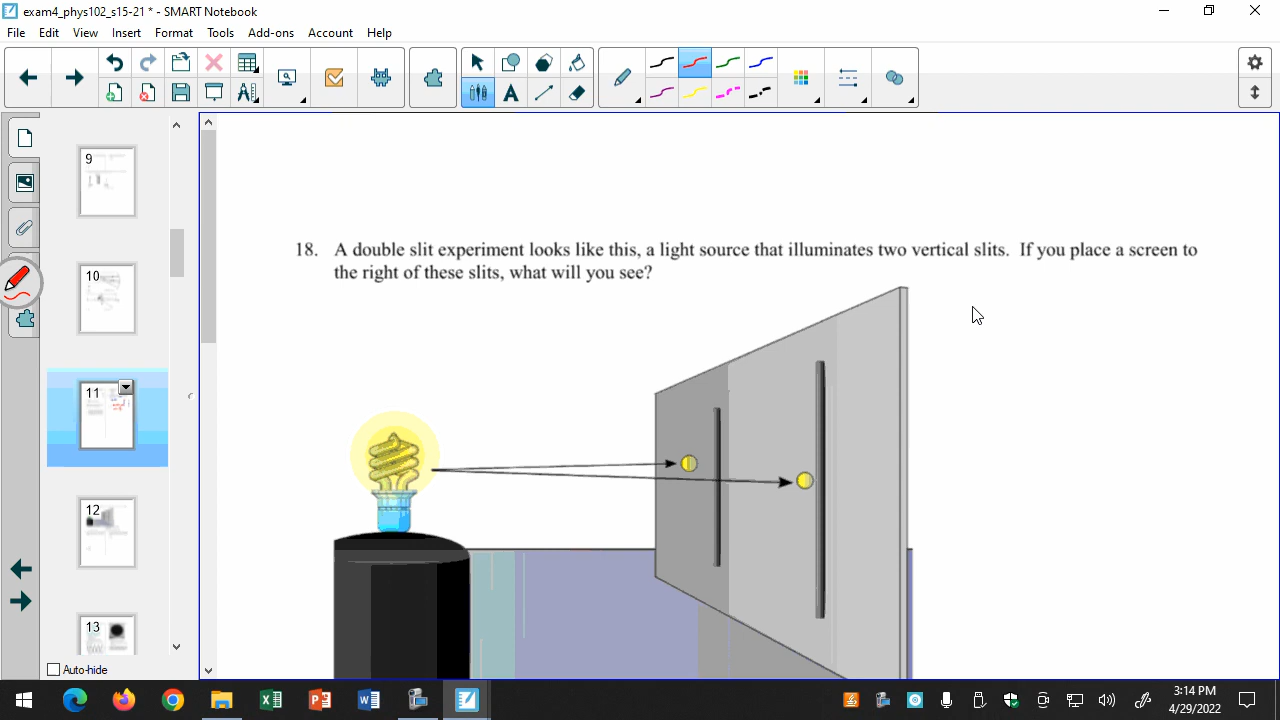 exam4_phys102_s15-21 * - SMART Notebook
File Edit View Insert Format Tools Add-ons Account Help
9
10
11
12
13
18. A double slit experiment looks like this, a light source that illuminates two vertical slits. If you place a screen to
the right of these slits, what will you see?
Auto-hide
3:14 PM
4/29/2022